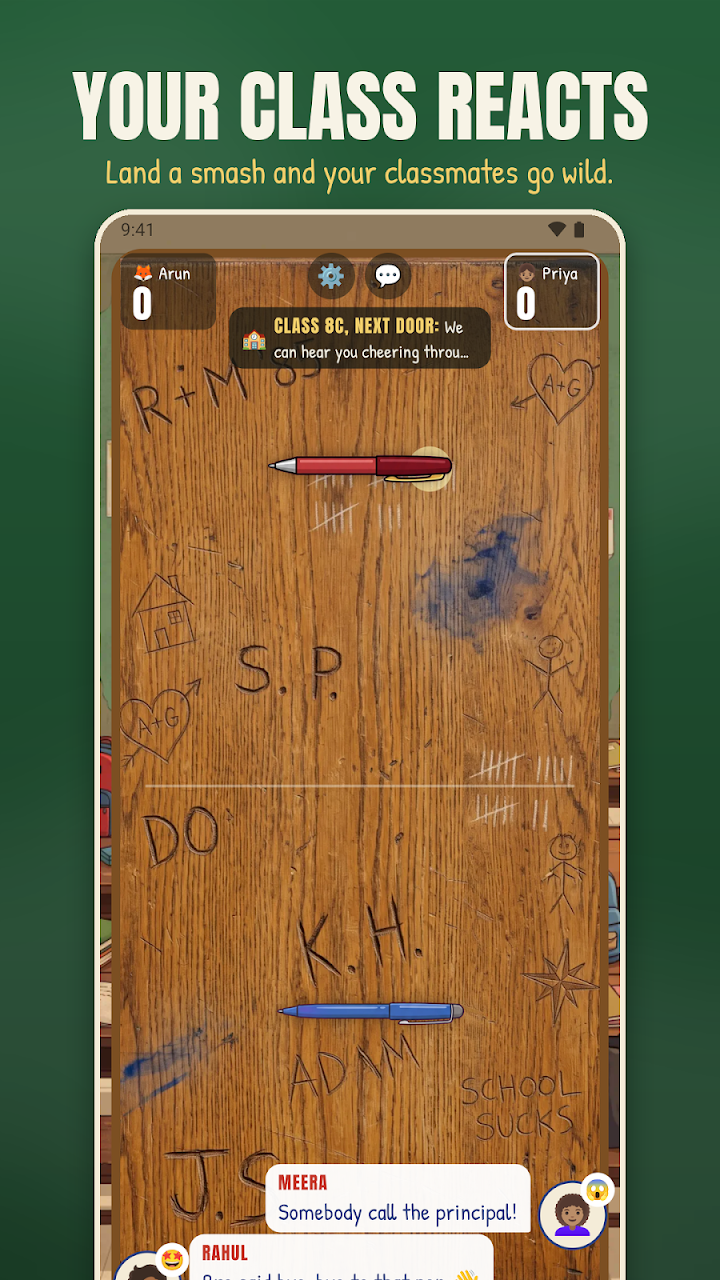 YOUR CLASS REACTS
Land a smash and your classmates go wild.
9:41
Arun
0
Priya
0
CLASS 8C, NEXT DOOR: We
can hear you cheering throu...
R+M 85
A+G
S. P.
A+G
DO
K.H.
ADAM
SCHOOL
SUCKS
J.S
MEERA
Somebody call the principal!
RAHUL